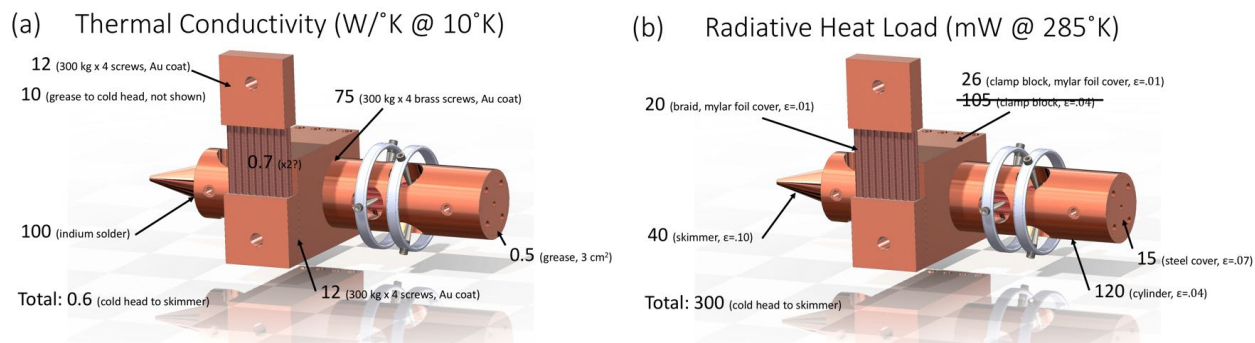 (a) Thermal Conductivity (W/˚K @ 10˚K)
12 (300 kg x 4 screws, Au coat)
10 (grease to cold head, not shown)
75 (300 kg x 4 brass screws, Au coat)
0.7 (x2?)
100 (indium solder)
0.5 (grease, 3 cm²)
12 (300 kg x 4 screws, Au coat)
Total: 0.6 (cold head to skimmer)
(b) Radiative Heat Load (mW @ 285˚K)
26 (clamp block, mylar foil cover, ε=.01)
105 (clamp block, ε=.04)
20 (braid, mylar foil cover, ε=.01)
40 (skimmer, ε=.10)
15 (steel cover, ε=.07)
120 (cylinder, ε=.04)
Total: 300 (cold head to skimmer)